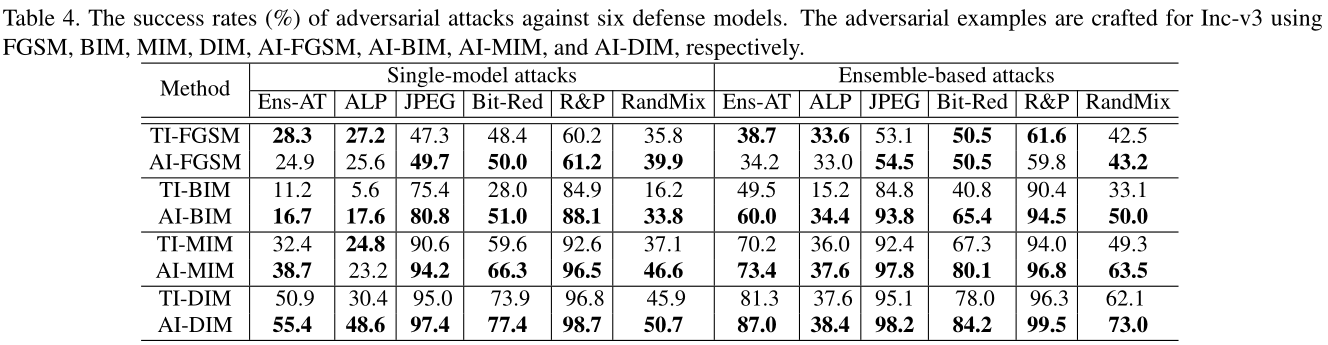 Table 4. The success rates (%) of adversarial attacks against six defense models. The adversarial examples are crafted for Inc-v3 using
FGSM, BIM, MIM, DIM, AI-FGSM, AI-BIM, AI-MIM, and AI-DIM, respectively.
Method Single-model attacks Ensemble-based attacks
Ens-AT ALP JPEG Bit-Red R&P RandMix Ens-AT ALP JPEG Bit-Red R&P RandMix
TI-FGSM 28.3 27.2 47.3 48.4 60.2 35.8 38.7 33.6 53.1 50.5 61.6 42.5
AI-FGSM 24.9 25.6 49.7 50.0 61.2 39.9 34.2 33.0 54.5 50.5 59.8 43.2
TI-BIM 11.2 5.6 75.4 28.0 84.9 16.2 49.5 15.2 84.8 40.8 90.4 33.1
AI-BIM 16.7 17.6 80.8 51.0 88.1 33.8 60.0 34.4 93.8 65.4 94.5 50.0
TI-MIM 32.4 24.8 90.6 59.6 92.6 37.1 70.2 36.0 92.4 67.3 94.0 49.3
AI-MIM 38.7 23.2 94.2 66.3 96.5 46.6 73.4 37.6 97.8 80.1 96.8 63.5
TI-DIM 50.9 30.4 95.0 73.9 96.8 45.9 81.3 37.6 95.1 78.0 96.3 62.1
AI-DIM 55.4 48.6 97.4 77.4 98.7 50.7 87.0 38.4 98.2 84.2 99.5 73.0